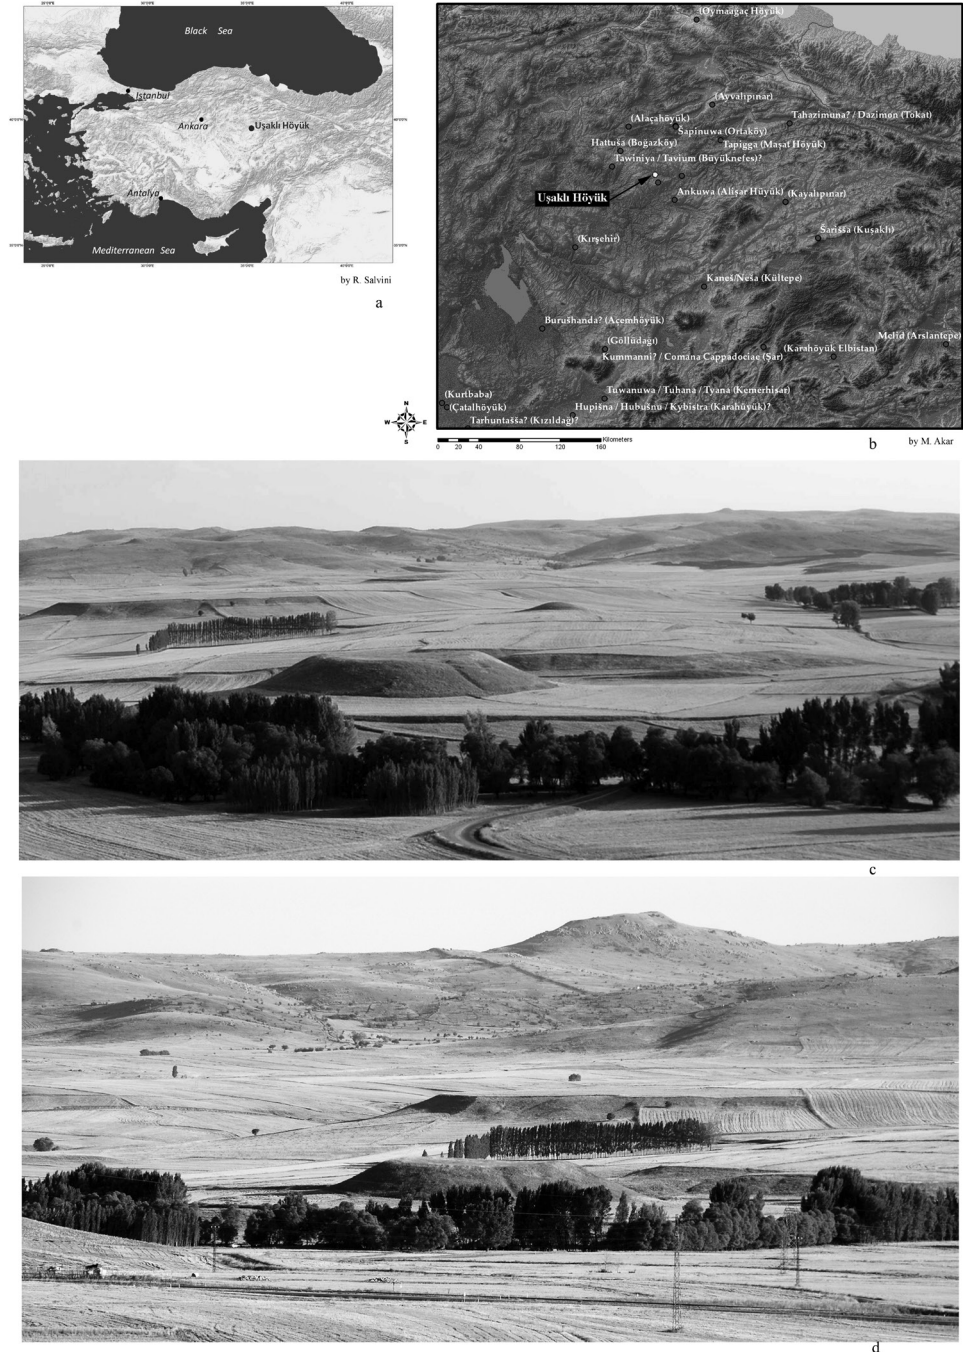 Black Sea
Istanbul
Ankara
Uşaklı Höyük
Antalya
Mediterranean Sea
by R. Salvini
a
(Oymaağaç Höyük)
(Ayvalıpınar)
(Alaçahöyük)
Tahazimuna? / Dazimon (Tokat)
Šapinuwa (Ortaköy)
Hattuša (Boğazköy)
Tapigga (Maşat Höyük)
Tawiniya / Tavium (Büyüknefes)?
Uşaklı Höyük
Ankuwa (Alişar Hüyük)
(Kayalıpınar)
Šarišša (Kuşaklı)
(Kırşehir)
Kaneš/Neša (Kültepe)
Burušhanda? (Açemhöyük)
(Göllüdağı)
Melid (Arslantepe)
(Karahöyük Elbistan)
Kummanni? / Comana Cappadociae (Şar)
Tuwanuwa / Tuhana / Tyana (Kemerhisar)
(Kurtbaba)
(Çatalhöyük)
Hupišna / Hubušnu / Kybistra (Karahüyük)?
Tarhuntašša? (Kızıldağ)?
N
W E
S
0 20 40 80 120 160
Kilometers
b
by M. Akar
c
d